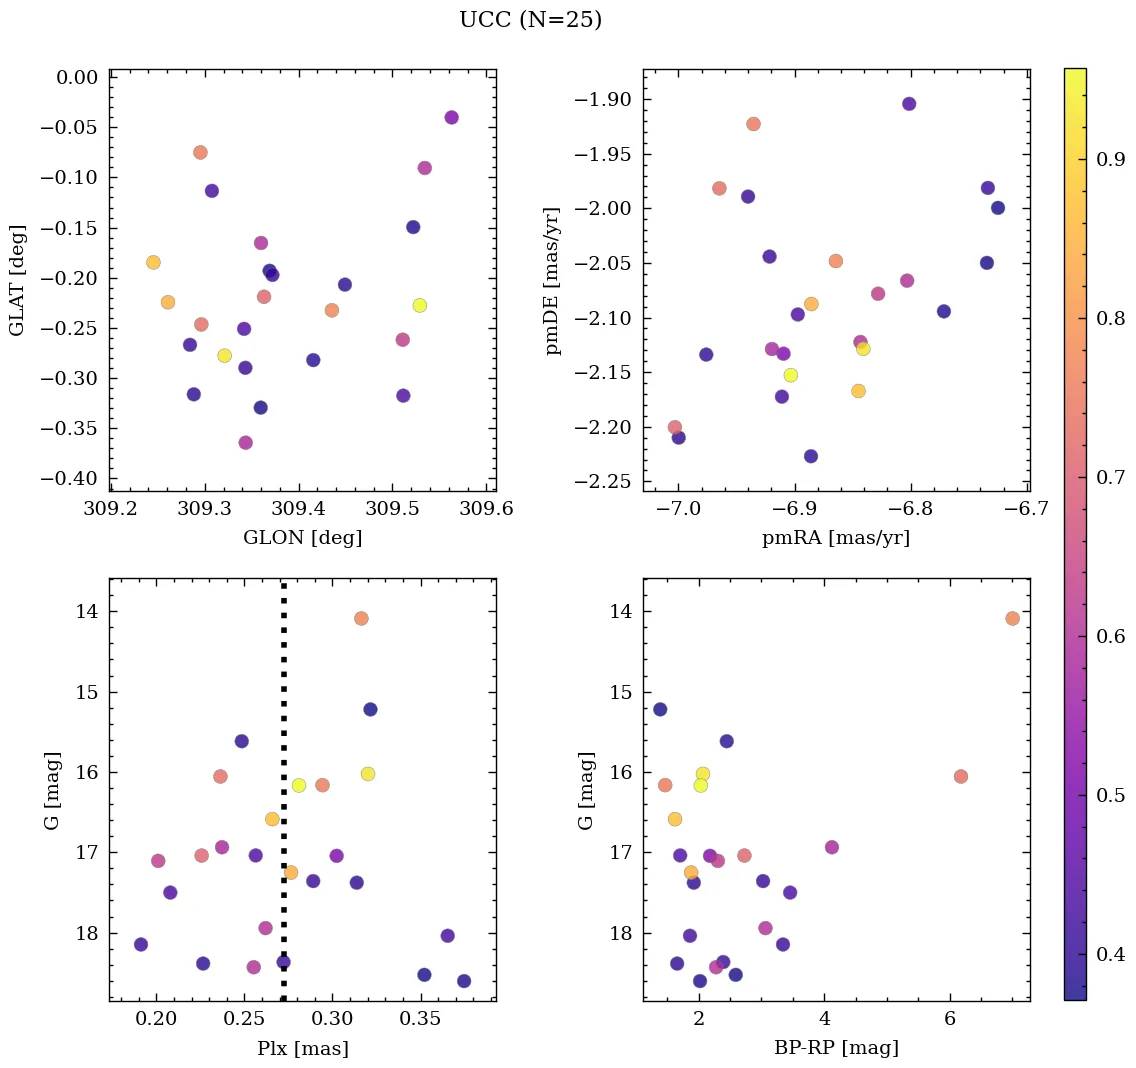 UCC (N=25)
0.00
−0.05
−0.10
−0.15
−0.20
−0.25
−0.30
−0.35
−0.40
GLAT [deg]
309.2 309.3 309.4 309.5 309.6
GLON [deg]
−1.90
−1.95
−2.00
−2.05
−2.10
−2.15
−2.20
−2.25
pmDE [mas/yr]
−7.0 −6.9 −6.8 −6.7
pmRA [mas/yr]
14
15
16
17
18
G [mag]
0.20 0.25 0.30 0.35
Plx [mas]
14
15
16
17
18
G [mag]
2 4 6
BP-RP [mag]
0.9
0.8
0.7
0.6
0.5
0.4